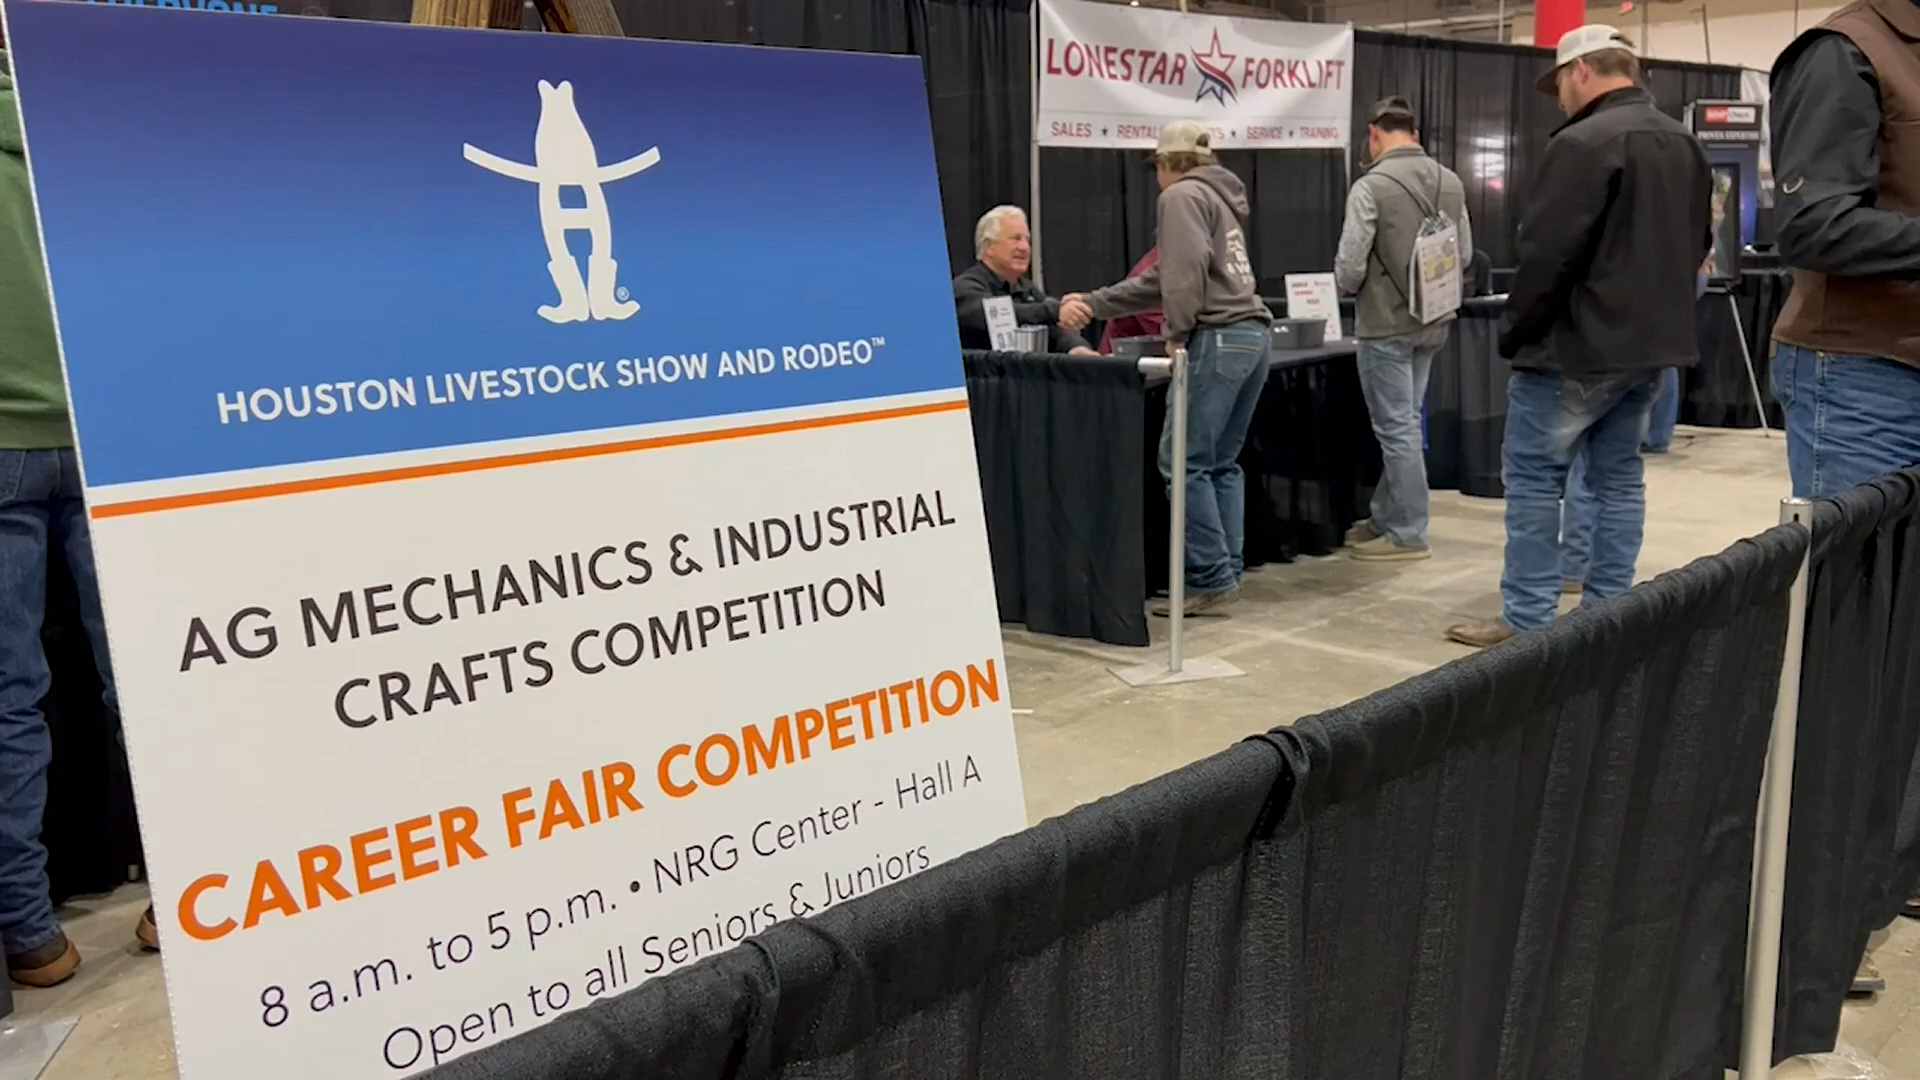 HOUSTON LIVESTOCK SHOW AND RODEO™
AG MECHANICS & INDUSTRIAL
CRAFTS COMPETITION
CAREER FAIR COMPETITION
8 a.m. to 5 p.m. • NRG Center - Hall A
Open to all Seniors & Juniors
LONESTAR FORKLIFT
SALES ★ RENTAL ★ SERVICE ★ TRAINING